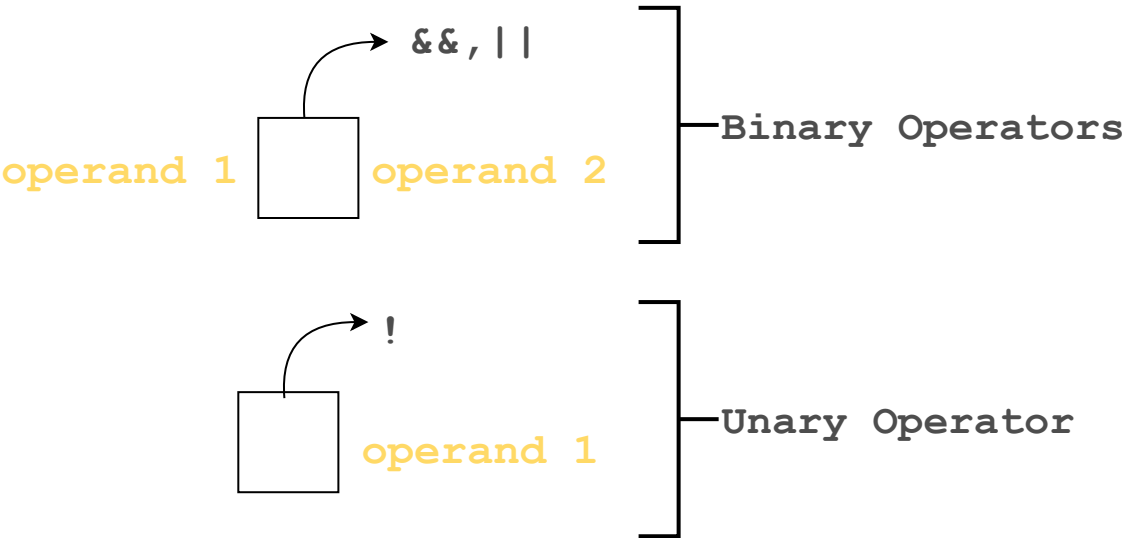 &&,||
Binary Operators
operand 1
operand 2
!
Unary Operator
operand 1